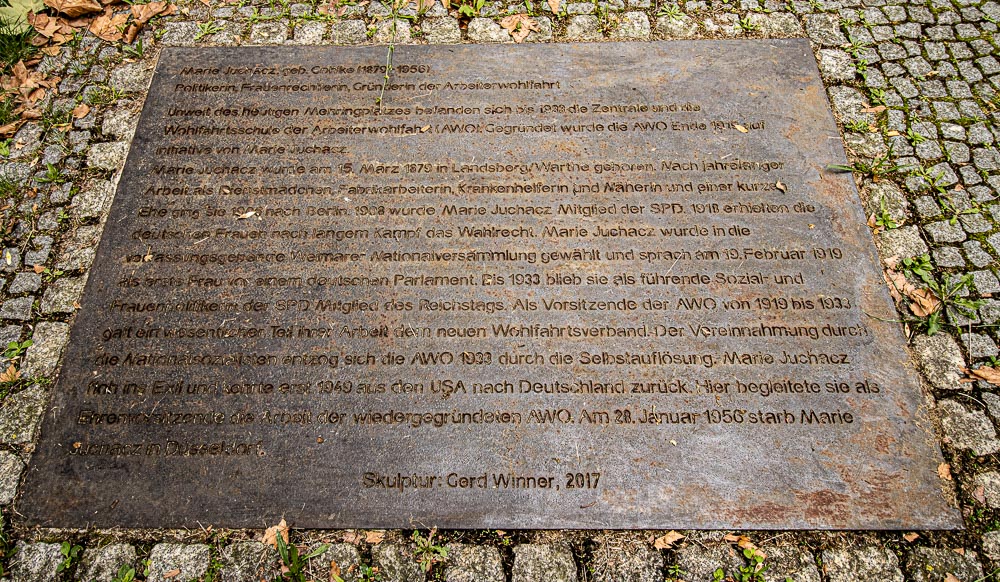 Marie Juchacz, geb. Gohlke (1879 - 1956)
Politikerin, Frauenrechtlerin, Gründerin der Arbeiterwohlfahrt
Unweit des heutigen Mehringplatzes befanden sich bis 1933 die Zentrale und die
Wohlfahrtsschule der Arbeiterwohlfahrt (AWO). Gegründet wurde die AWO Ende 1919 auf
Initiative von Marie Juchacz.
Marie Juchacz wurde am 15. März 1879 in Landsberg/Warthe geboren. Nach jahrelanger
Arbeit als Dienstmädchen, Fabrikarbeiterin, Krankenhelferin und Näherin und einer kurzen
Ehe ging sie nach Berlin. 1908 wurde Marie Juchacz Mitglied der SPD. 1918 erhielten die
deutschen Frauen nach langem Kampf das Wahlrecht. Marie Juchacz wurde in die
verfassungsgebende Weimarer Nationalversammlung gewählt und sprach am 19. Februar 1919
als erste Frau vor einem deutschen Parlament. Bis 1933 blieb sie als führende Sozial- und
Frauenpolitikerin der SPD Mitglied des Reichstags. Als Vorsitzende der AWO von 1919 bis 1933
galt ein wesentlicher Teil ihrer Arbeit dem neuen Wohlfahrtsverband. Der Vereinnahmung durch
die Nationalsozialisten entzog sich die AWO 1933 durch die Selbstauflösung. Marie Juchacz
floh ins Exil und kehrte erst 1949 aus den USA nach Deutschland zurück. Hier begleitete sie als
Ehrenvorsitzende die Arbeit der wiedergegründeten AWO. Am 28. Januar 1956 starb Marie
Juchacz in Düsseldorf.
Skulptur: Gerd Winner, 2017